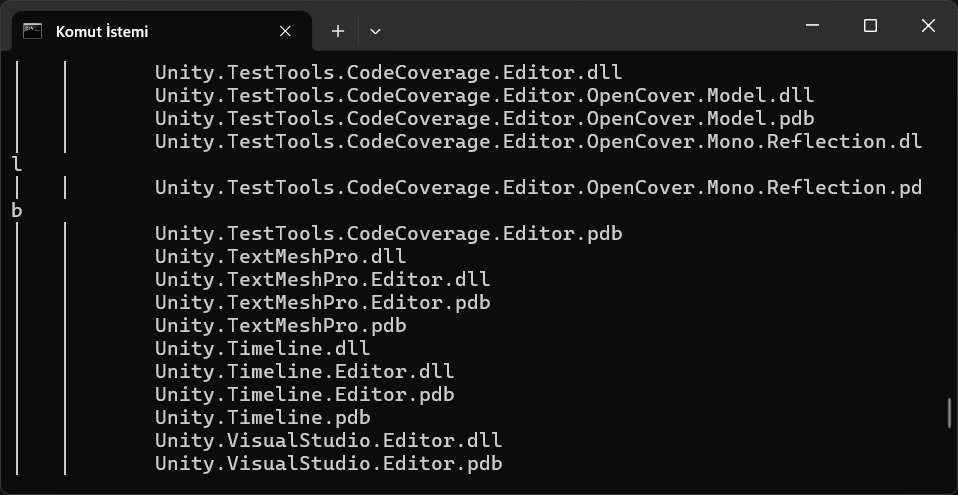 Komut İstemi
│   │       Unity.TestTools.CodeCoverage.Editor.dll
│   │       Unity.TestTools.CodeCoverage.Editor.OpenCover.Model.dll
│   │       Unity.TestTools.CodeCoverage.Editor.OpenCover.Model.pdb
│   │       Unity.TestTools.CodeCoverage.Editor.OpenCover.Mono.Reflection.dl
l
│   │       Unity.TestTools.CodeCoverage.Editor.OpenCover.Mono.Reflection.pd
b
│   │       Unity.TestTools.CodeCoverage.Editor.pdb
│   │       Unity.TextMeshPro.dll
│   │       Unity.TextMeshPro.Editor.dll
│   │       Unity.TextMeshPro.Editor.pdb
│   │       Unity.TextMeshPro.pdb
│   │       Unity.Timeline.dll
│   │       Unity.Timeline.Editor.dll
│   │       Unity.Timeline.Editor.pdb
│   │       Unity.Timeline.pdb
│   │       Unity.VisualStudio.Editor.dll
│   │       Unity.VisualStudio.Editor.pdb